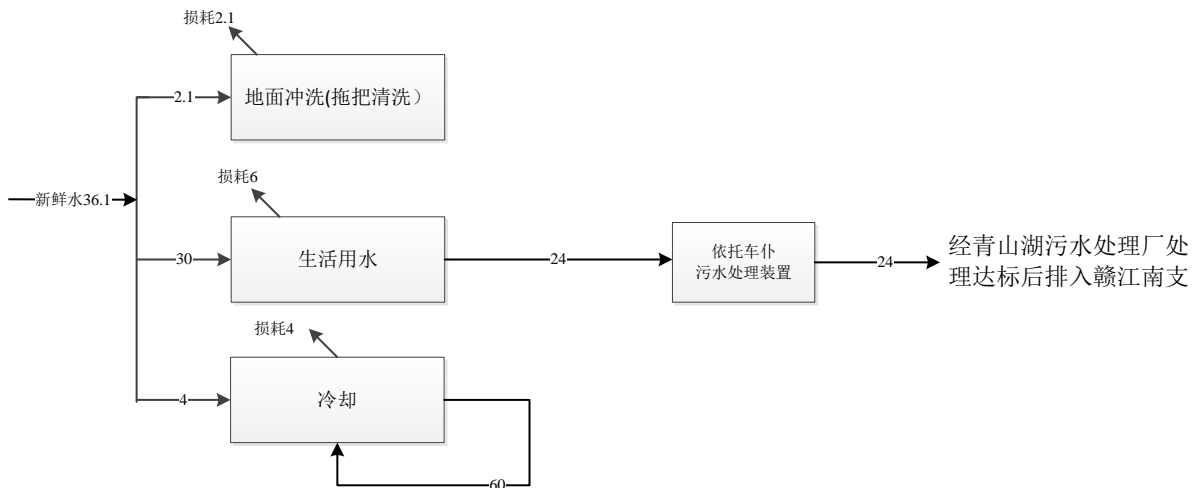 损耗2.1
2.1
地面冲洗(拖把清洗）
新鲜水36.1
损耗6
30
生活用水
24
依托车仆
污水处理装置
24
经青山湖污水处理厂处
理达标后排入赣江南支
损耗4
4
冷却
60